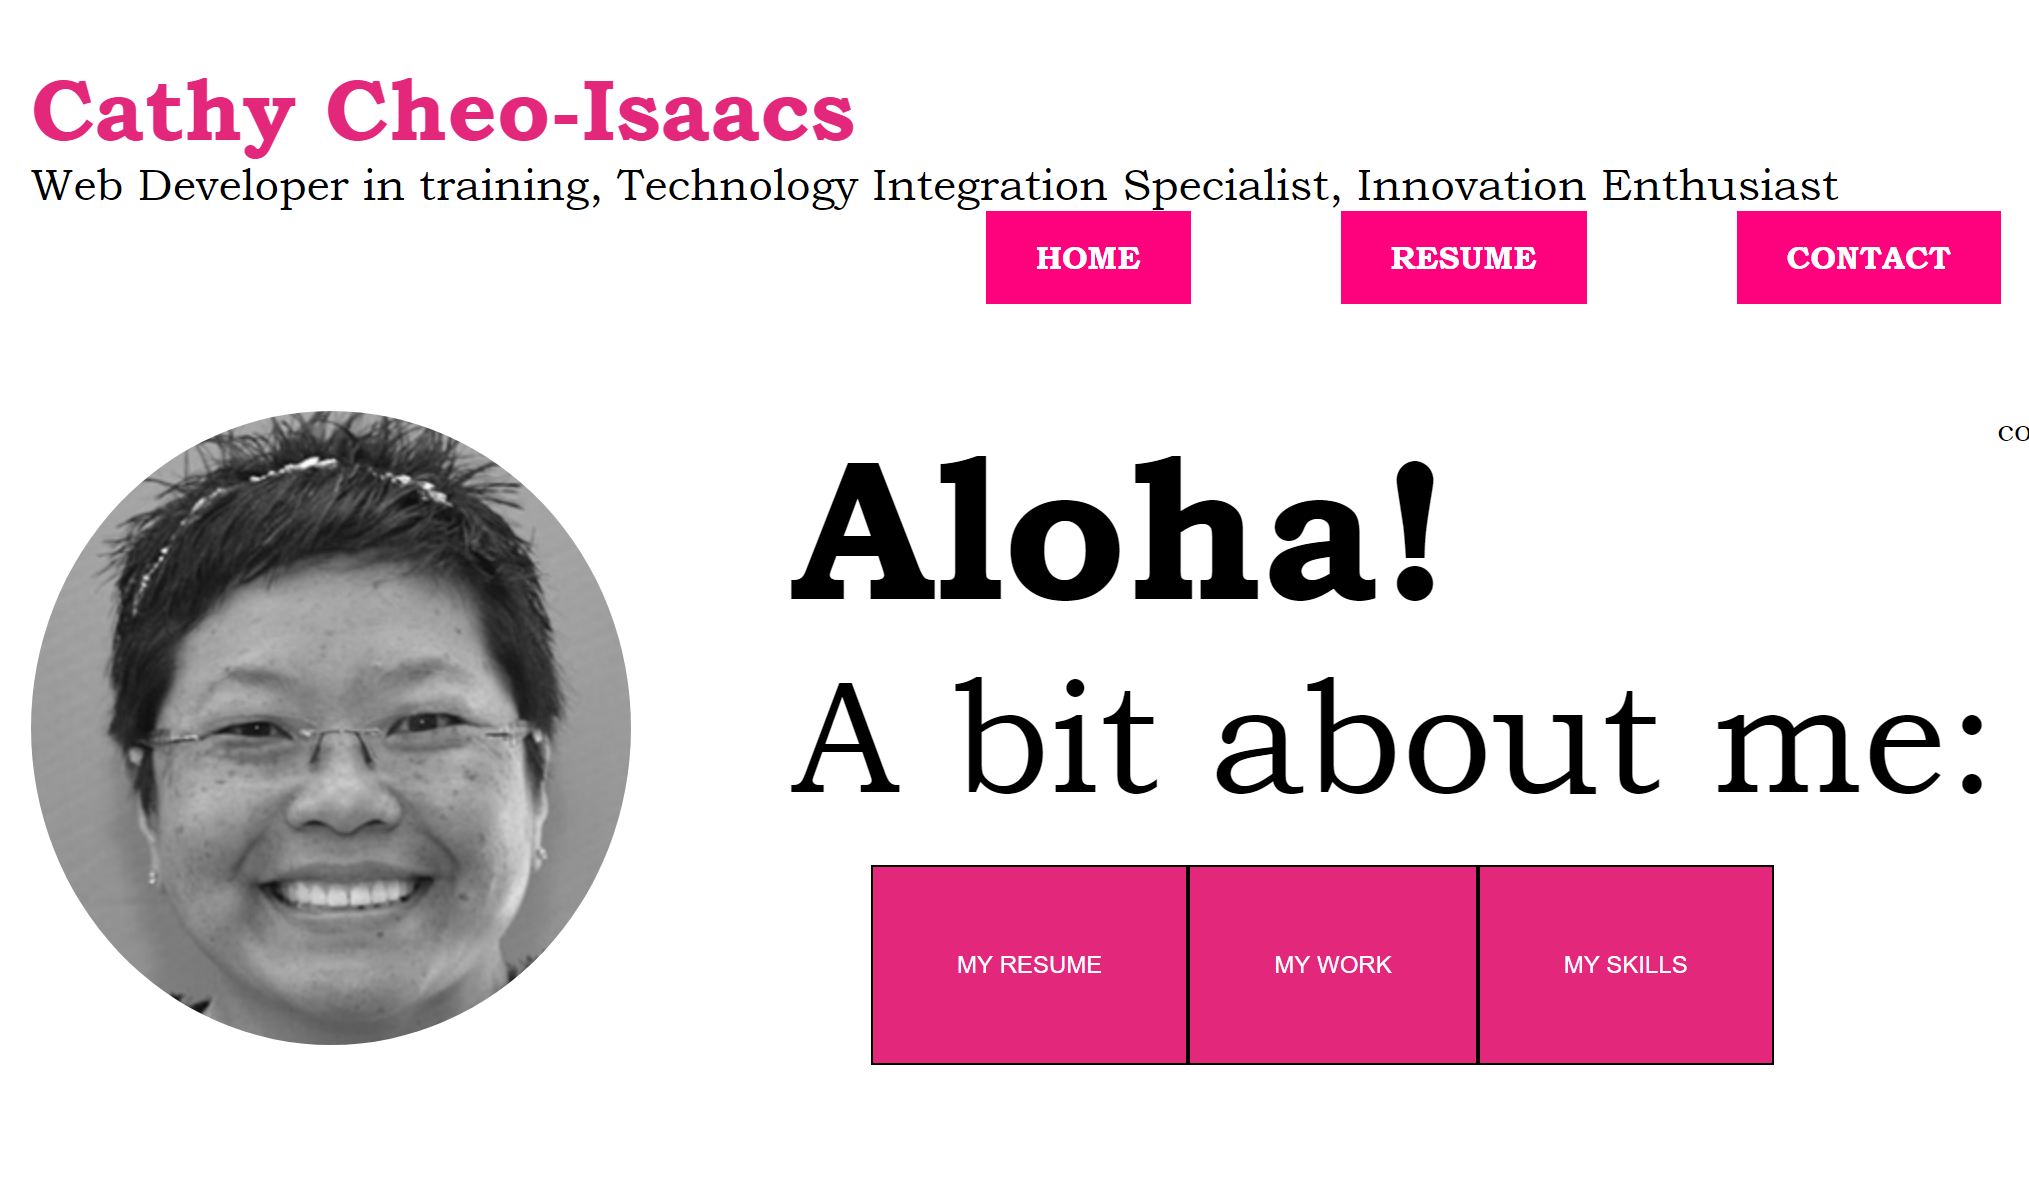 Cathy Cheo-Isaacs
Web Developer in training, Technology Integration Specialist, Innovation Enthusiast
HOME RESUME CONTACT
co
Aloha!
A bit about me:
MY RESUME MY WORK MY SKILLS